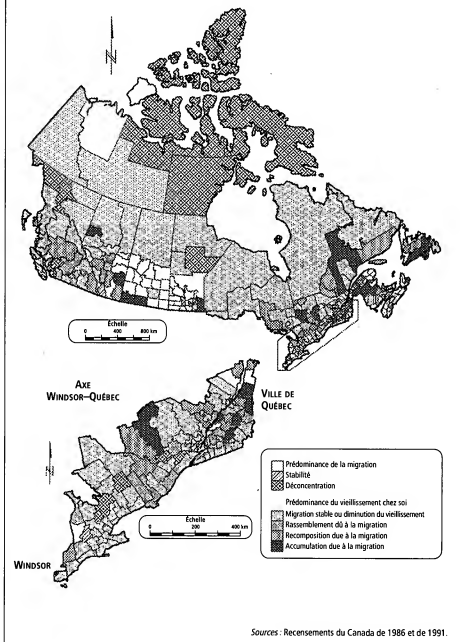 N
Échelle
0 400 800 km
AXE
WINDSOR–QUÉBEC
VILLE DE
QUÉBEC
Prédominance de la migration
Stabilité
Déconcentration
Prédominance du vieillissement chez soi
Migration stable ou diminution du vieillissement
Rassemblement dû à la migration
Recomposition due à la migration
Accumulation due à la migration
Échelle
0 200 400 km
WINDSOR
Sources : Recensements du Canada de 1986 et de 1991.